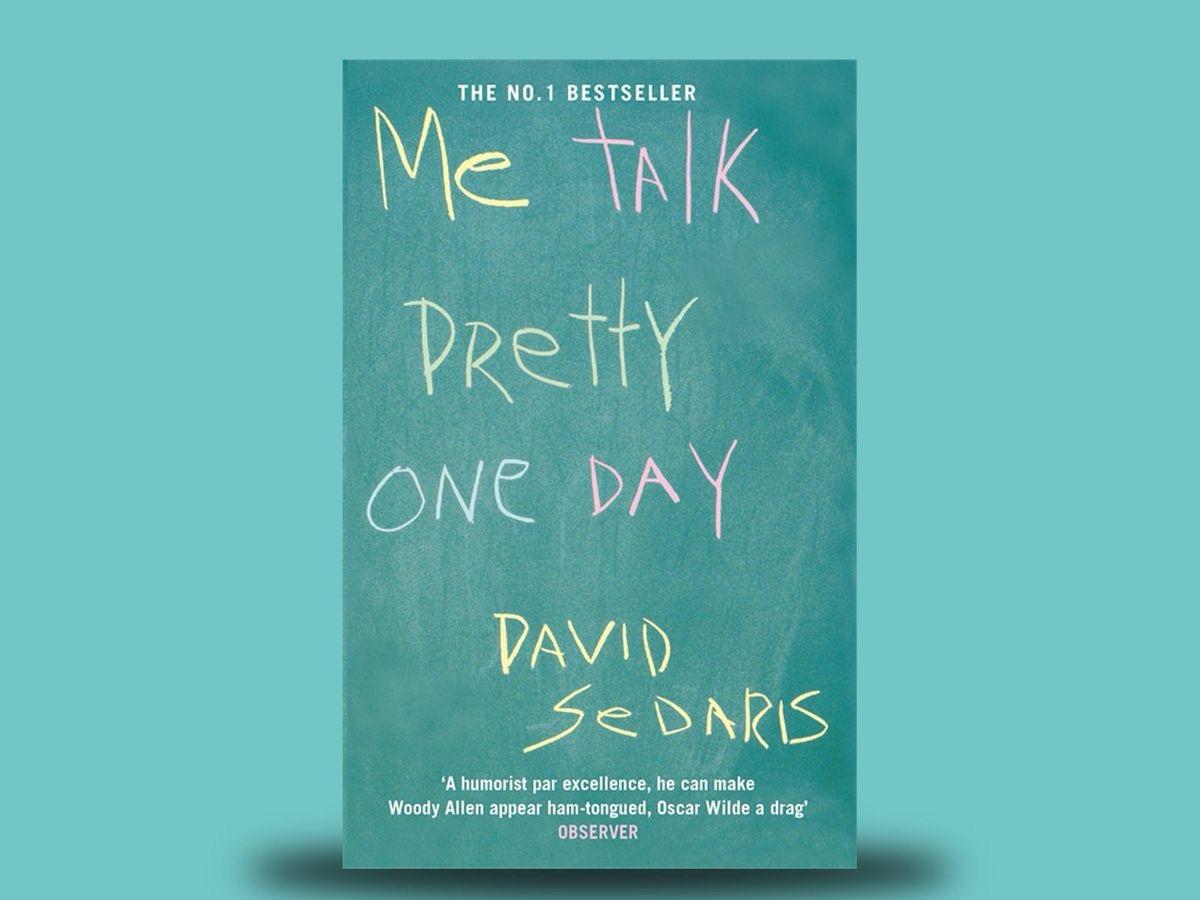 THE NO.1 BESTSELLER
Me TALK
PReTTY
ONe DAY
DAVID
SeDARIS
‘A humorist par excellence, he can make
Woody Allen appear ham-tongued, Oscar Wilde a drag’
OBSERVER